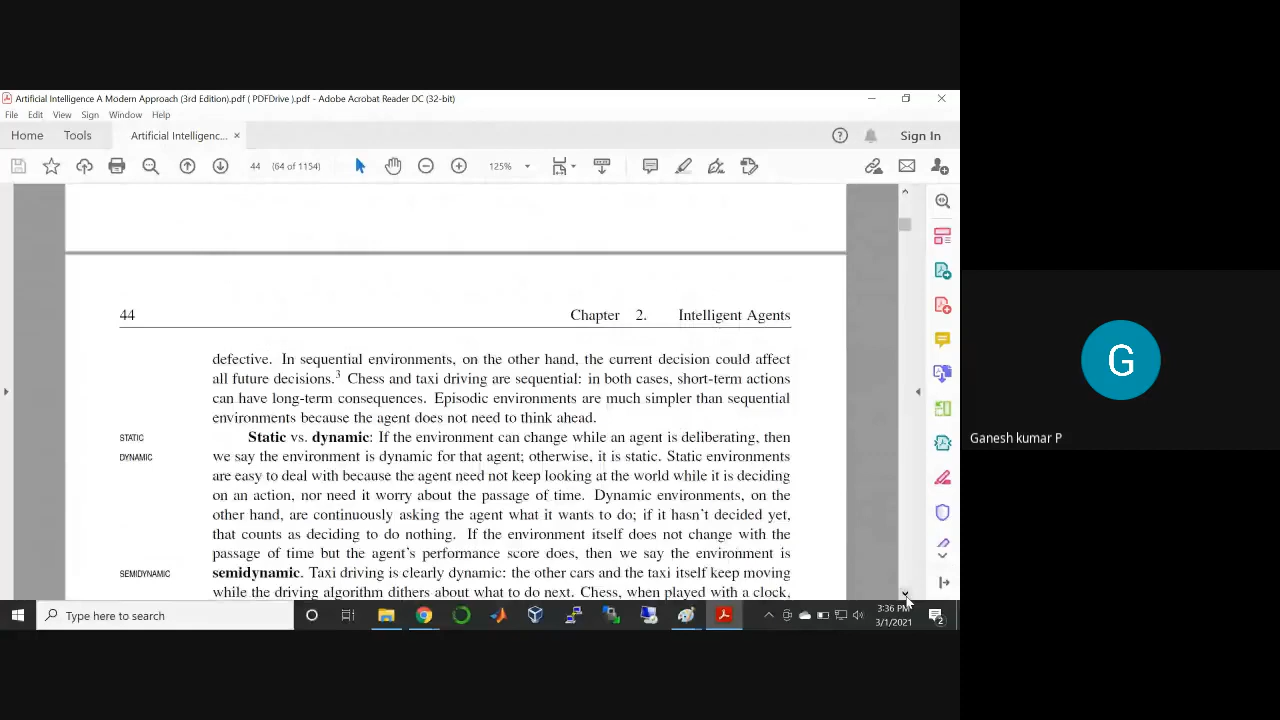 Artificial Intelligence A Modern Approach (3rd Edition).pdf ( PDFDrive ).pdf - Adobe Acrobat Reader DC (32-bit)
File Edit View Sign Window Help
Home Tools Artificial Intelligenc... × Sign In
44 (64 of 1154) 125%
44 Chapter 2. Intelligent Agents
defective. In sequential environments, on the other hand, the current decision could affect
all future decisions.3 Chess and taxi driving are sequential: in both cases, short-term actions
can have long-term consequences. Episodic environments are much simpler than sequential
environments because the agent does not need to think ahead.
STATIC Static vs. dynamic: If the environment can change while an agent is deliberating, then
DYNAMIC we say the environment is dynamic for that agent; otherwise, it is static. Static environments
are easy to deal with because the agent need not keep looking at the world while it is deciding
on an action, nor need it worry about the passage of time. Dynamic environments, on the
other hand, are continuously asking the agent what it wants to do; if it hasn't decided yet,
that counts as deciding to do nothing. If the environment itself does not change with the
passage of time but the agent's performance score does, then we say the environment is
SEMIDYNAMIC semidynamic. Taxi driving is clearly dynamic: the other cars and the taxi itself keep moving
while the driving algorithm dithers about what to do next. Chess, when played with a clock,
Type here to search
3:36 PM
3/1/2021
2
G
Ganesh kumar P